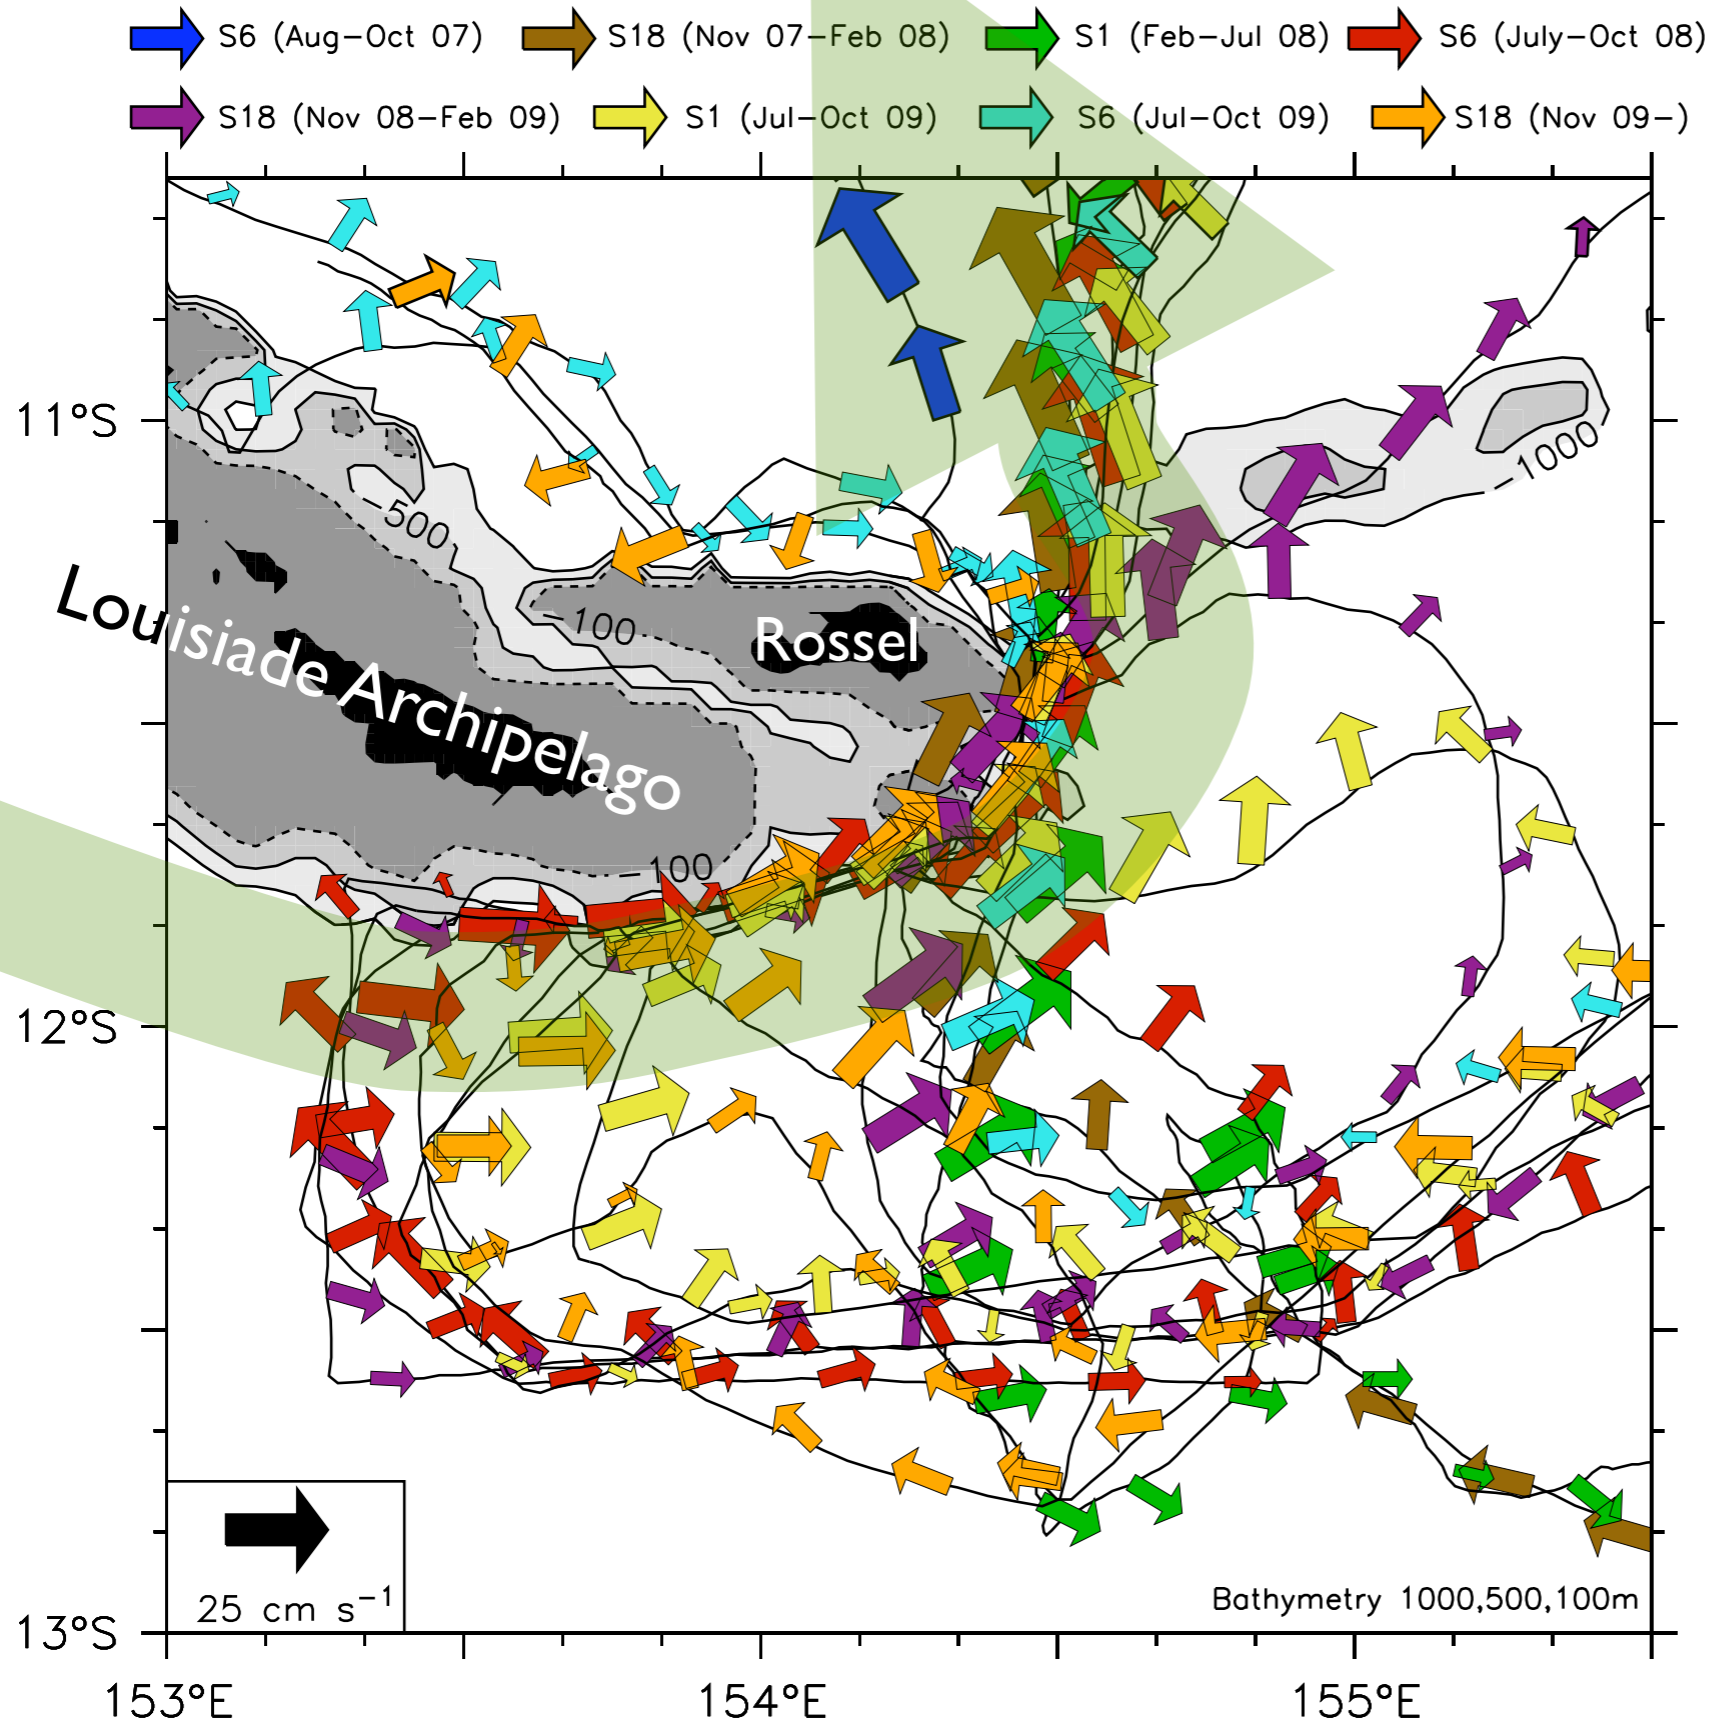 S6 (Aug-Oct 07) S18 (Nov 07-Feb 08) S1 (Feb-Jul 08) S6 (July-Oct 08)
S18 (Nov 08-Feb 09) S1 (Jul-Oct 09) S6 (Jul-Oct 09) S18 (Nov 09-)
11°S
1000
500
Louisiade Archipelago
100
Rossel
100
12°S
25 cm s⁻¹
Bathymetry 1000,500,100m
13°S
153°E 154°E 155°E